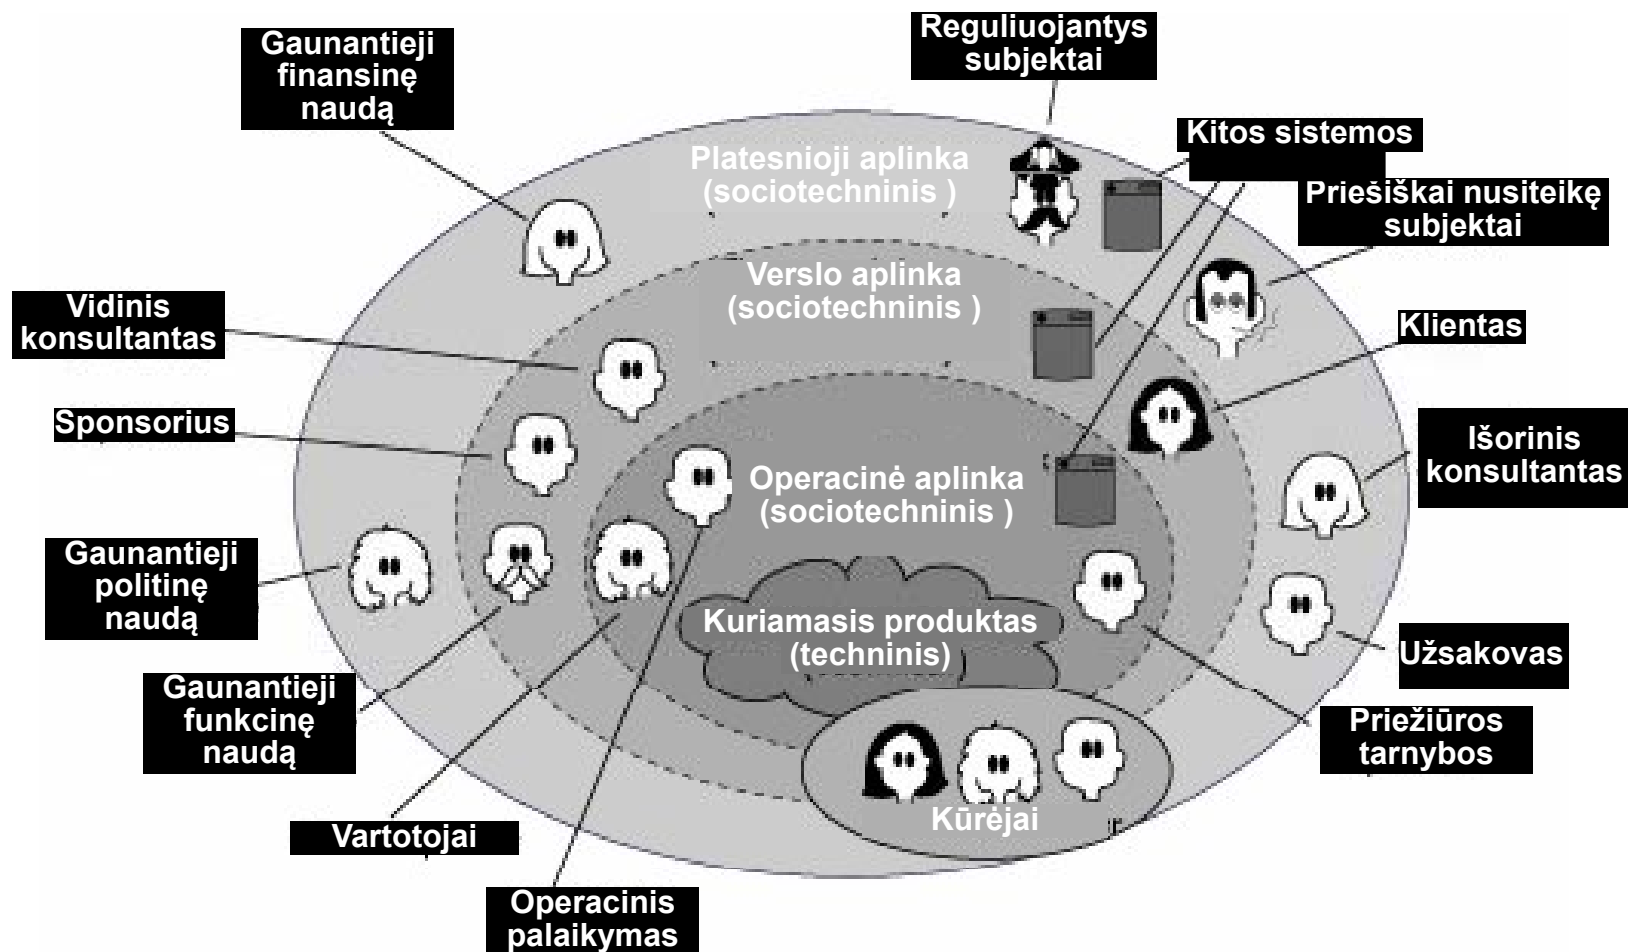 Reguliuojantys
subjektai
Gaunantieji
finansinę
naudą
Kitos sistemos
Platesnioji aplinka
(sociotechninis )
Priešiškai nusiteikę
subjektai
Verslo aplinka
(sociotechninis )
Vidinis
konsultantas
Klientas
Sponsorius
Išorinis
konsultantas
Operacinė aplinka
(sociotechninis )
Gaunantieji
politinę
naudą
Kuriamasis produktas
(techninis)
Užsakovas
Gaunantieji
funkcinę
naudą
Priežiūros
tarnybos
Kūrėjai
Vartotojai
Operacinis
palaikymas